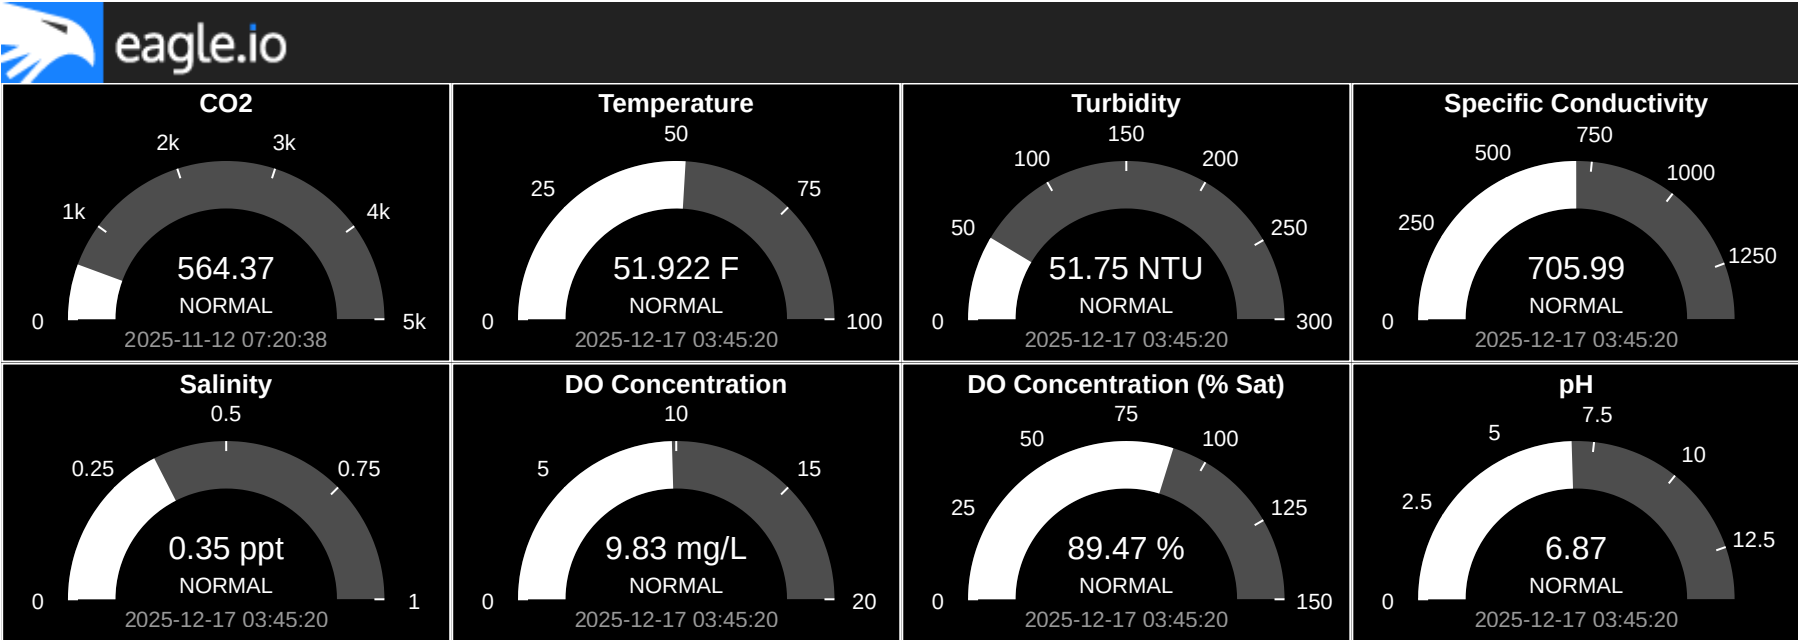 eagle.io
CO2
0
1k
2k
3k
4k
5k
564.37
NORMAL
2025-11-12 07:20:38
Temperature
0
25
50
75
100
51.922 F
NORMAL
2025-12-17 03:45:20
Turbidity
0
50
100
150
200
250
300
51.75 NTU
NORMAL
2025-12-17 03:45:20
Specific Conductivity
0
250
500
750
1000
1250
705.99
NORMAL
2025-12-17 03:45:20
Salinity
0
0.25
0.5
0.75
1
0.35 ppt
NORMAL
2025-12-17 03:45:20
DO Concentration
0
5
10
15
20
9.83 mg/L
NORMAL
2025-12-17 03:45:20
DO Concentration (% Sat)
0
25
50
75
100
125
150
89.47 %
NORMAL
2025-12-17 03:45:20
pH
0
2.5
5
7.5
10
12.5
6.87
NORMAL
2025-12-17 03:45:20